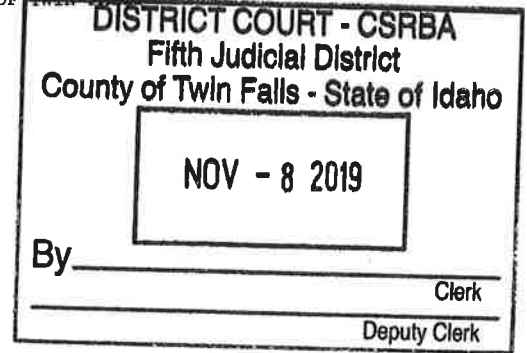 DISTRICT COURT - CSRBA
Fifth Judicial District
County of Twin Falls - State of Idaho
NOV - 8 2019
By
Clerk
Deputy Clerk